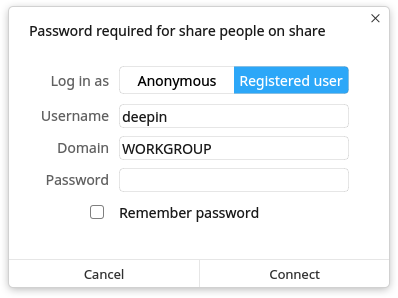 Password required for share people on share
Log in as Anonymous Registered user
Username deepin
Domain WORKGROUP
Password
Remember password
Cancel Connect